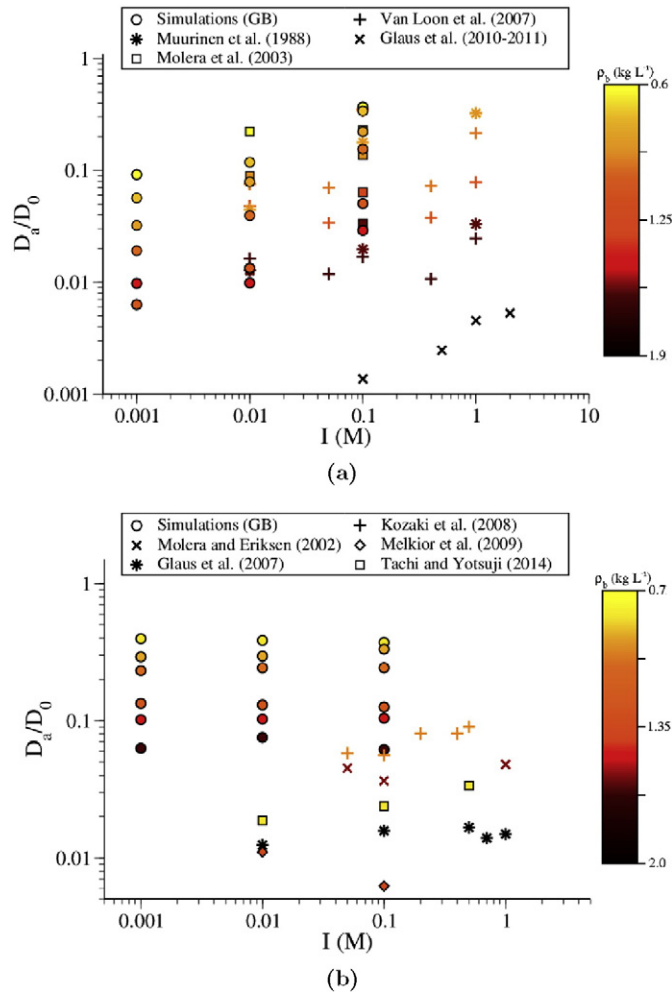 (a)
Simulations (GB)
Muurinen et al. (1988)
Molera et al. (2003)
Van Loon et al. (2007)
Glaus et al. (2010-2011)
ρb (kg L⁻¹)
0.6
1.25
1.9
Da/D0
1
0.1
0.01
0.001
0.001 0.01 0.1 1 10
I (M)
(a)
Simulations (GB)
Molera and Eriksen (2002)
Glaus et al. (2007)
Kozaki et al. (2008)
Melkior et al. (2009)
Tachi and Yotsuji (2014)
ρb (kg L⁻¹)
0.7
1.35
2.0
Da/D0
1
0.1
0.01
0.001 0.01 0.1 1
I (M)
(b)